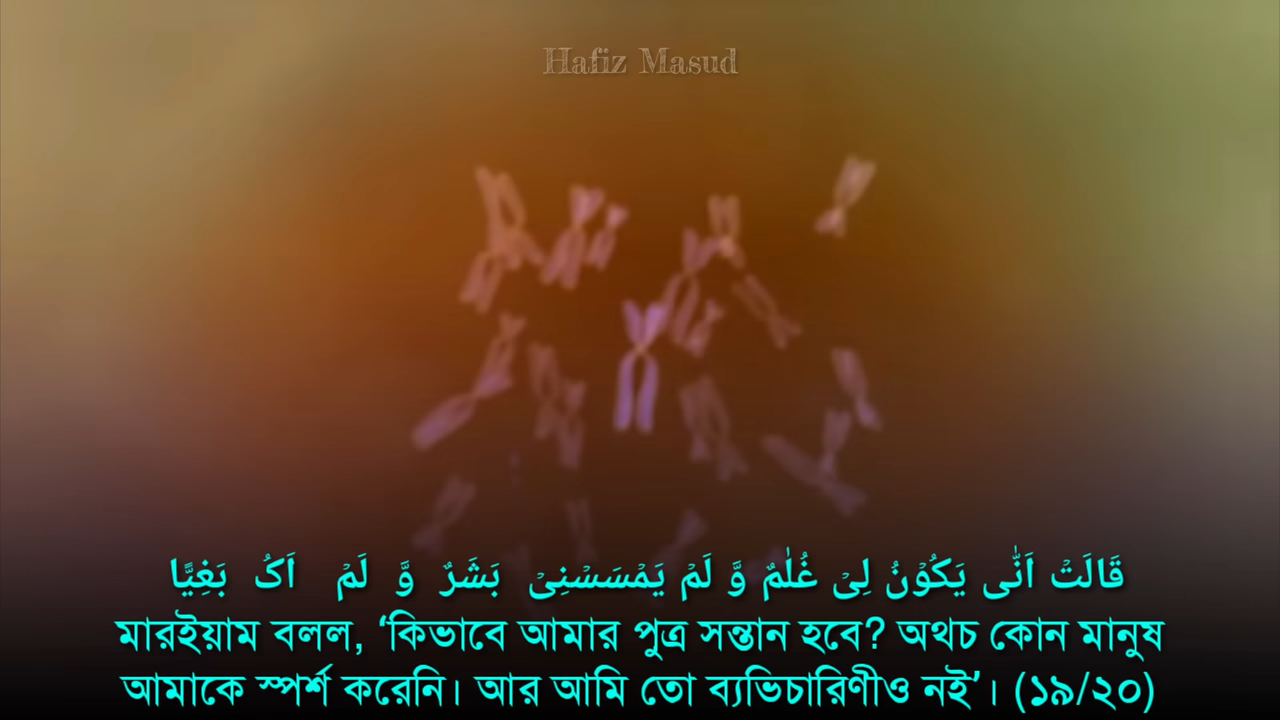 Hafiz Masud
قَالَتۡ اَنّٰی یَکُوۡنُ لِیۡ غُلٰمٌ وَّ لَمۡ یَمۡسَسۡنِیۡ بَشَرٌ وَّ لَمۡ اَکُ بَغِیًّا
মারইয়াম বলল, ‘কিভাবে আমার পুত্র সন্তান হবে? অথচ কোন মানুষ
আমাকে স্পর্শ করেনি। আর আমি তো ব্যভিচারিণীও নই’। (১৯/২০)